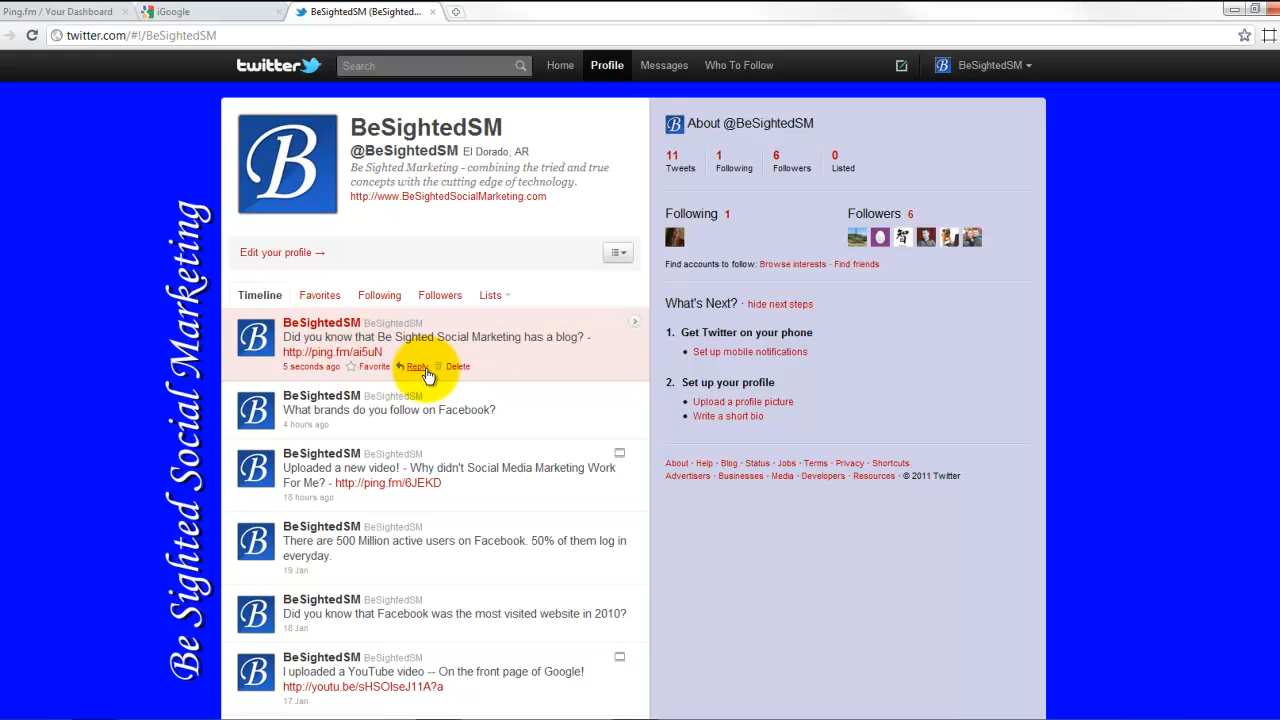 Ping.fm / Your Dashboard
iGoogle
BeSightedSM (BeSighted...
twitter.com/#!/BeSightedSM
twitter
Search
Home
Profile
Messages
Who To Follow
B
BeSightedSM
B
BeSightedSM
@BeSightedSM El Dorado, AR
Be Sighted Marketing - combining the tried and true
concepts with the cutting edge of technology.
http://www.BeSightedSocialMarketing.com
Edit your profile →
Timeline
Favorites
Following
Followers
Lists
B
BeSightedSM BeSightedSM
Did you know that Be Sighted Social Marketing has a blog? -
http://ping.fm/ai5uN
5 seconds ago Favorite Reply Delete
B
BeSightedSM BeSightedSM
What brands do you follow on Facebook?
4 hours ago
B
BeSightedSM BeSightedSM
Uploaded a new video! - Why didn't Social Media Marketing Work
For Me? - http://ping.fm/6JEKD
18 hours ago
B
BeSightedSM BeSightedSM
There are 500 Million active users on Facebook. 50% of them log in
everyday.
19 Jan
B
BeSightedSM BeSightedSM
Did you know that Facebook was the most visited website in 2010?
18 Jan
B
BeSightedSM BeSightedSM
I uploaded a YouTube video -- On the front page of Google!
http://youtu.be/sHSOlseJ11A?a
17 Jan
B
About @BeSightedSM
11 1 6 0
Tweets Following Followers Listed
Following 1
Followers 6
智
Find accounts to follow: Browse interests · Find friends
What's Next? · hide next steps
1. Get Twitter on your phone
• Set up mobile notifications
2. Set up your profile
• Upload a profile picture
• Write a short bio
About · Help · Blog · Status · Jobs · Terms · Privacy · Shortcuts
Advertisers · Businesses · Media · Developers · Resources · © 2011 Twitter
Be Sighted Social Marketing